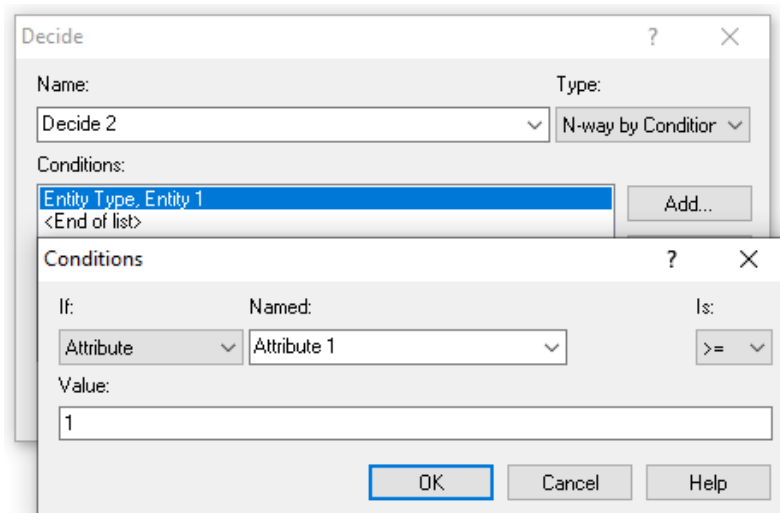 Decide ?
Name: Type:
Decide 2 N-way by Condition
Conditions:
Entity Type, Entity 1
<End of list>
Add...
Conditions ?
If: Named: Is:
Attribute Attribute 1 >=
Value:
1
OK Cancel Help